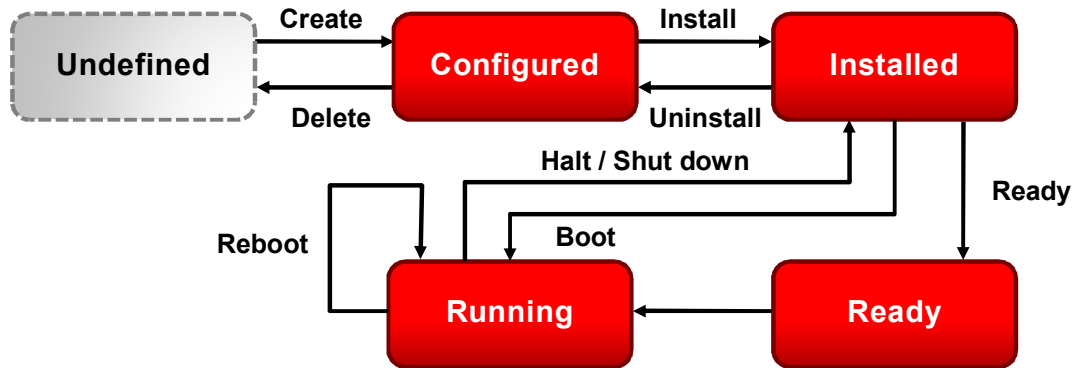 Create
Install
Undefined
Configured
Installed
Delete
Uninstall
Halt / Shut down
Ready
Reboot
Boot
Running
Ready